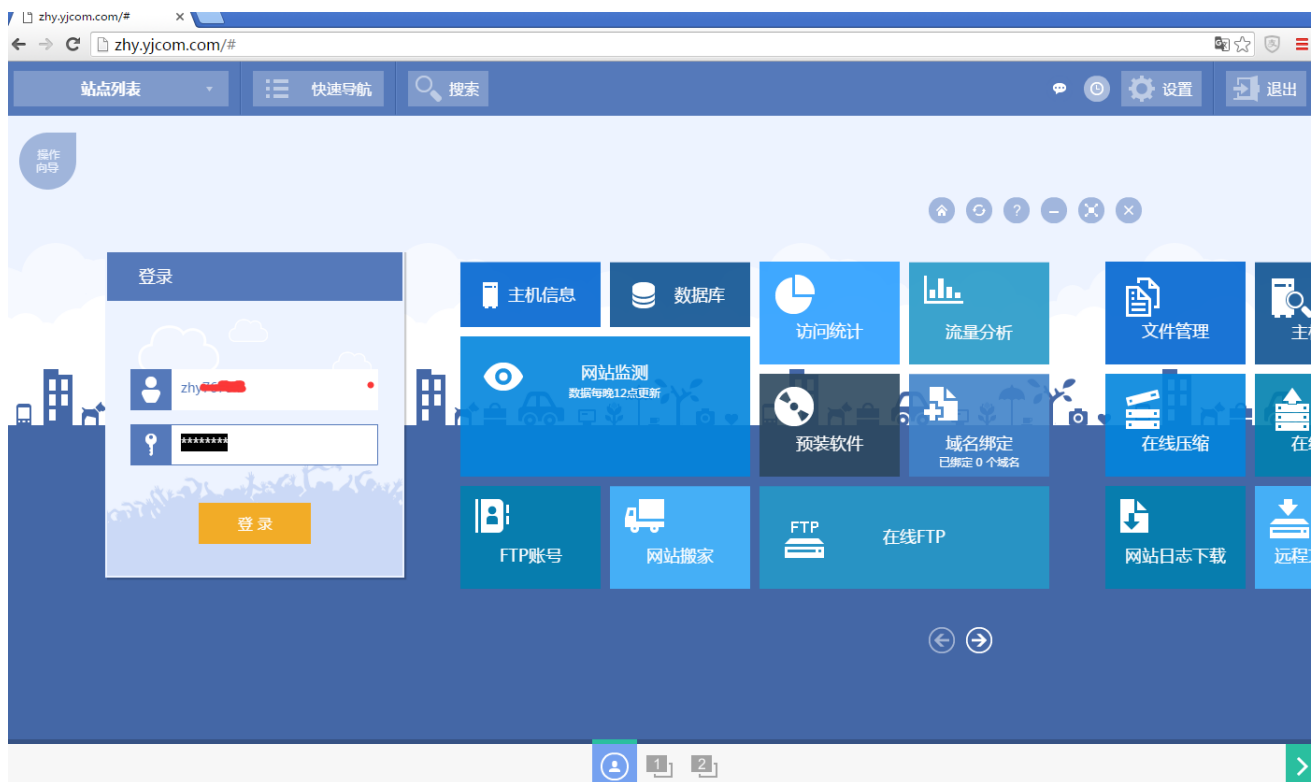 zhy.yjcom.com/#
zhy.yjcom.com/#
站点列表
快速导航
搜索
设置
退出
操作
向导
登录
zhy
********
登 录
主机信息
数据库
访问统计
流量分析
文件管理
网站监测
数据每晚12点更新
预装软件
域名绑定
已绑定 0 个域名
在线压缩
FTP账号
网站搬家
FTP
在线FTP
网站日志下载
远程
1
2